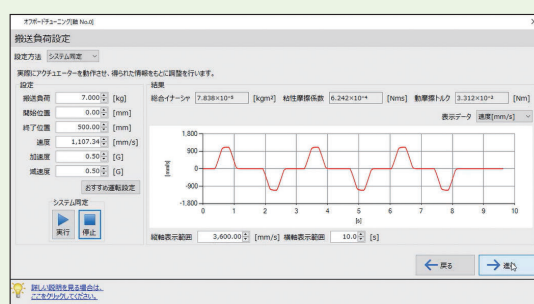 オフボードチューニング[軸 No.0]
搬送負荷設定
設定方法 システム同定
実際にアクチュエーターを動作させ、得られた情報をもとに調整を行います。
設定
搬送負荷 7.000 [kg]
開始位置 0.00 [mm]
終了位置 500.00 [mm]
速度 1,107.34 [mm/s]
加速度 0.50 [G]
減速度 0.50 [G]
おすすめ運転設定
システム同定
実行 停止
結果
総合イナーシャ 7.838×10⁻⁵ [kgm²] 粘性摩擦係数 6.242×10⁻⁴ [Nms] 動摩擦トルク 3.312×10⁻² [Nm]
表示データ 速度[mm/s]
1,800
900
0
-900
-1,800
[mm/s]
0 1 2 3 4 5 6 7 8 9 10
[s]
縦軸表示範囲 3,600.00 [mm/s] 横軸表示範囲 10.0 [s]
← 戻る → 進む
詳しい説明を見る場合は、
ここをクリックしてください。